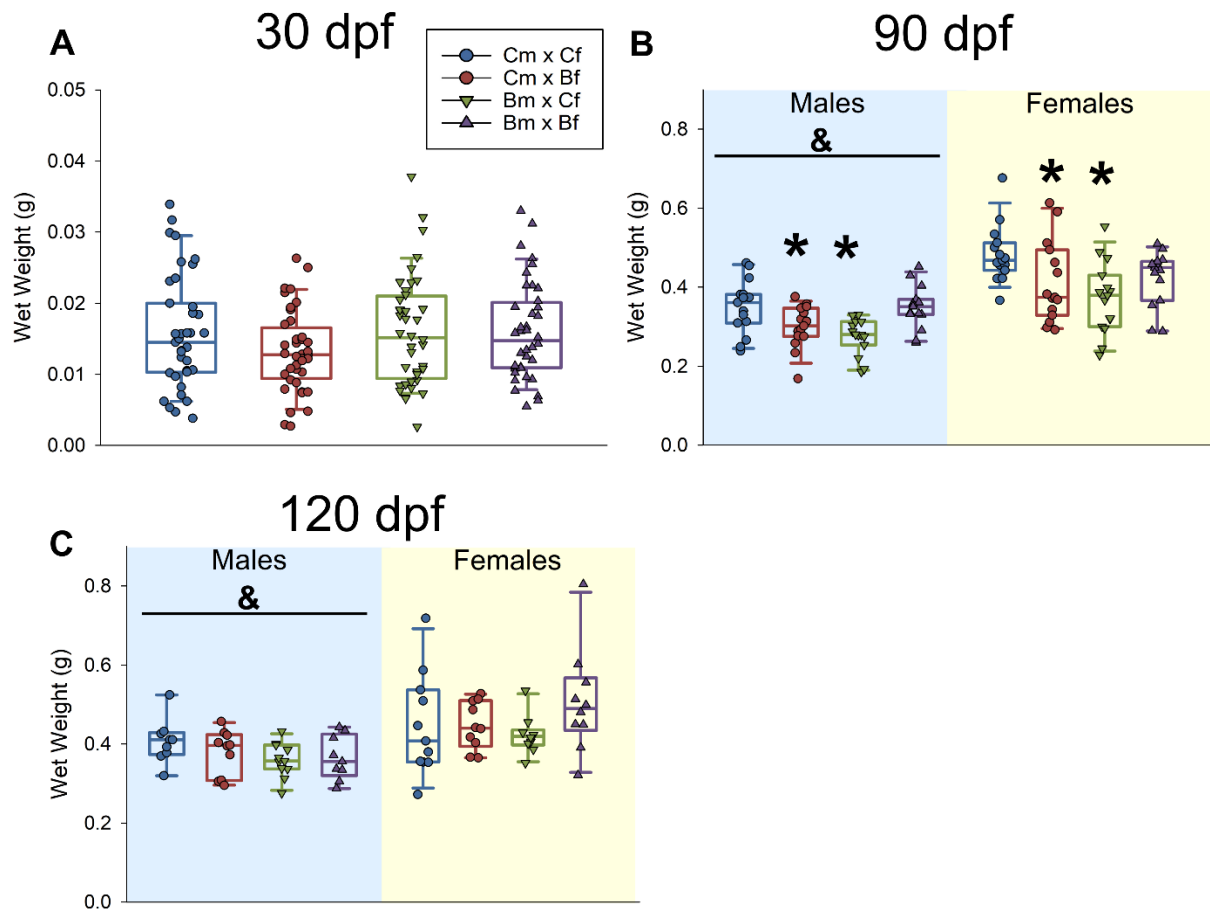 A
30 dpf
Cm x Cf
Cm x Bf
Bm x Cf
Bm x Bf
0.05
0.04
0.03
0.02
0.01
0.00
Wet Weight (g)
B
90 dpf
Males
Females
&
*
*
*
*
0.8
0.6
0.4
0.2
0.0
Wet Weight (g)
C
120 dpf
Males
Females
&
0.8
0.6
0.4
0.2
0.0
Wet Weight (g)